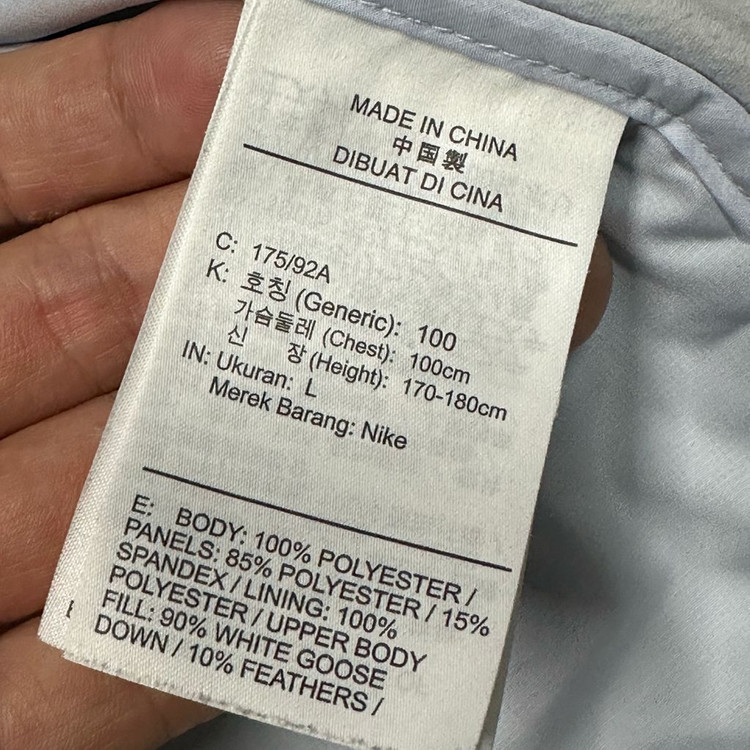 MADE IN CHINA
中国製
DIBUAT DI CINA
C: 175/92A
K: 호칭 (Generic): 100
가슴둘레 (Chest): 100cm
신 장 (Height): 170-180cm
IN: Ukuran: L
Merek Barang: Nike
E: BODY: 100% POLYESTER /
PANELS: 85% POLYESTER / 15%
SPANDEX / LINING: 100%
POLYESTER / UPPER BODY
FILL: 90% WHITE GOOSE
DOWN / 10% FEATHERS /